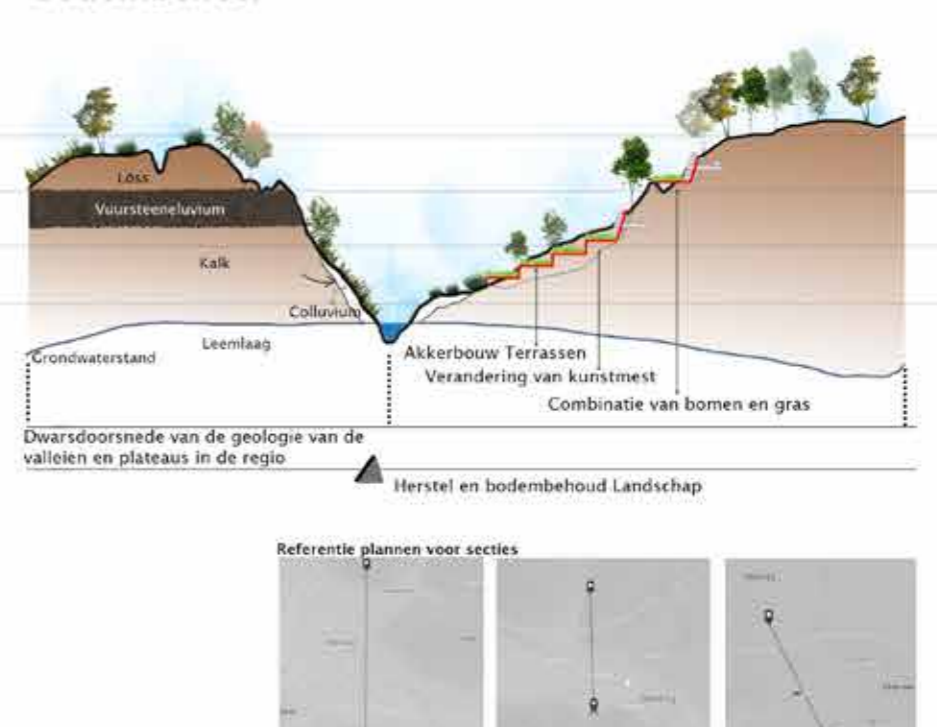 Löss
Vuursteeneluvium
Kalk
Colluvium
Leemlaag
Grondwaterstand
Akkerbouw Terrassen
Verandering van kunstmest
Combinatie van bomen en gras
Dwarsdoorsnede van de geologie van de
valleien en plateaus in de regio
Herstel en bodembehoud Landschap
Referentie plannen voor secties